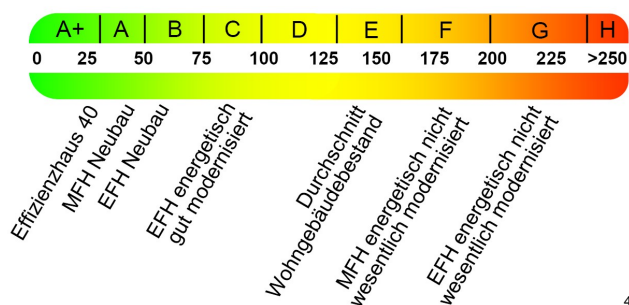 A+ A B C D E F G H
0 25 50 75 100 125 150 175 200 225 >250
Effizienzhaus 40
MFH Neubau
EFH Neubau
EFH energetisch
gut modernisiert
Durchschnitt
Wohngebäudebestand
MFH energetisch nicht
wesentlich modernisiert
EFH energetisch nicht
wesentlich modernisiert